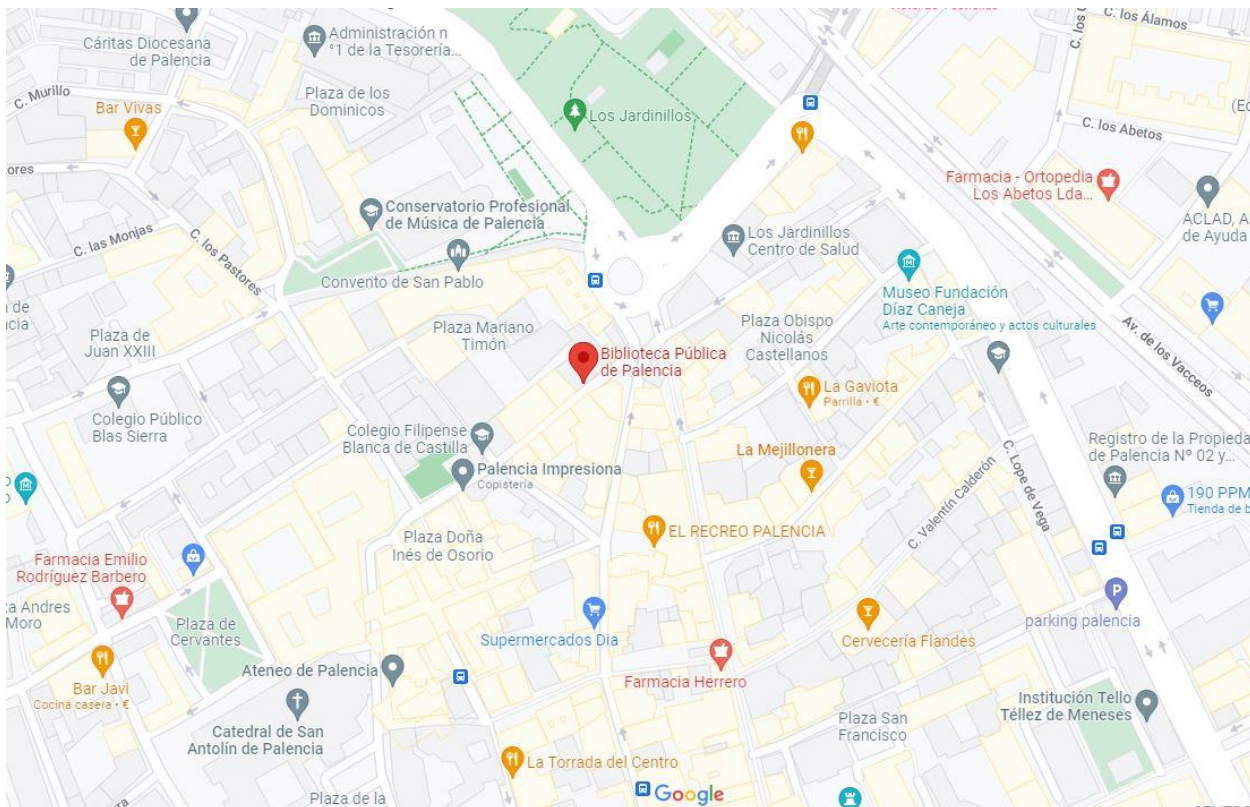 C. los Álamos
Cáritas Diocesana
de Palencia
Administración n
°1 de la Tesorería...
C. Murillo
Plaza de los
Dominicos
Bar Vivas
Los Jardinillos
C. los Abetos
ores
Farmacia - Ortopedia
Los Abetos Lda...
Conservatorio Profesional
de Música de Palencia
ACLAD, A
de Ayuda
C. las Monjas
C. los Pastores
Los Jardinillos
Centro de Salud
Convento de San Pablo
Museo Fundación
Díaz Caneja
Arte contemporáneo y actos culturales
Plaza Mariano
Timón
Plaza Obispo
Nicolás
Castellanos
Plaza de
Juan XXIII
Av. de los Vacceos
Biblioteca Pública
de Palencia
La Gaviota
Parrilla • €
Colegio Público
Blas Sierra
Colegio Filipense
Blanca de Castilla
La Mejillonera
Registro de la Propieda
de Palencia Nº 02 y...
Palencia Impresiona
Copistería
C. Valentín Calderón
C. Lope de Vega
190 PPM
Tienda de b
EL RECREO PALENCIA
Plaza Doña
Inés de Osorio
Farmacia Emilio
Rodríguez Barbero
za Andres
Moro
Plaza de
Cervantes
Supermercados Dia
P
parking palencia
Cervecería Flandes
Ateneo de Palencia
Farmacia Herrero
Bar Javi
Cocina casera • €
Institución Tello
Téllez de Meneses
Catedral de San
Antolín de Palencia
Plaza San
Francisco
La Torrada del Centro
Plaza de la
Google